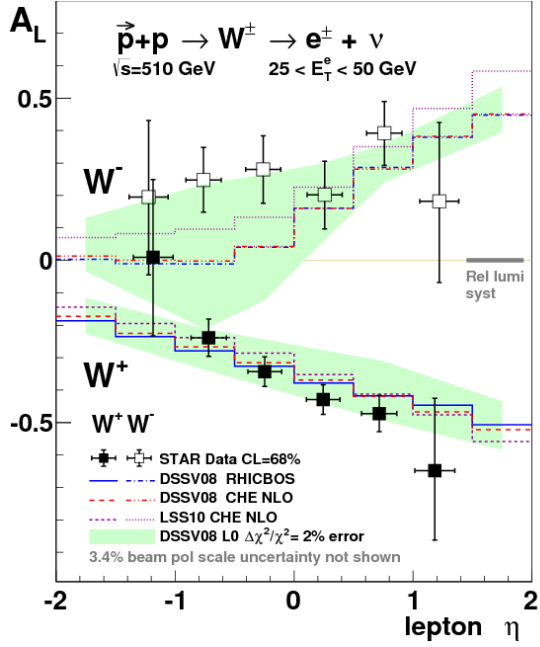 A_L
p⃗+p → W± → e± + ν
√s=510 GeV 25 < E_T^e < 50 GeV
0.5
W⁻
0
Rel lumi
syst
W⁺
-0.5
W⁺ W⁻
STAR Data CL=68%
DSSV08 RHICBOS
DSSV08 CHE NLO
LSS10 CHE NLO
DSSV08 L0 Δχ²/χ²= 2% error
3.4% beam pol scale uncertainty not shown
-2 -1 0 1 2
lepton η